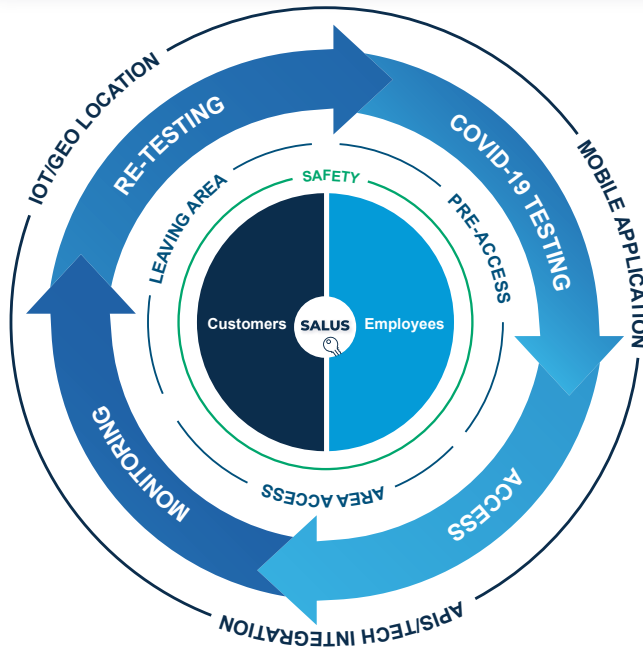 IOT/GEO LOCATION
MOBILE APPLICATION
APIS/TECH INTEGRATION
RE-TESTING
COVID-19 TESTING
ACCESS
MONITORING
LEAVING AREA
PRE-ACCESS
AREA ACCESS
SAFETY
Customers
SALUS
Employees